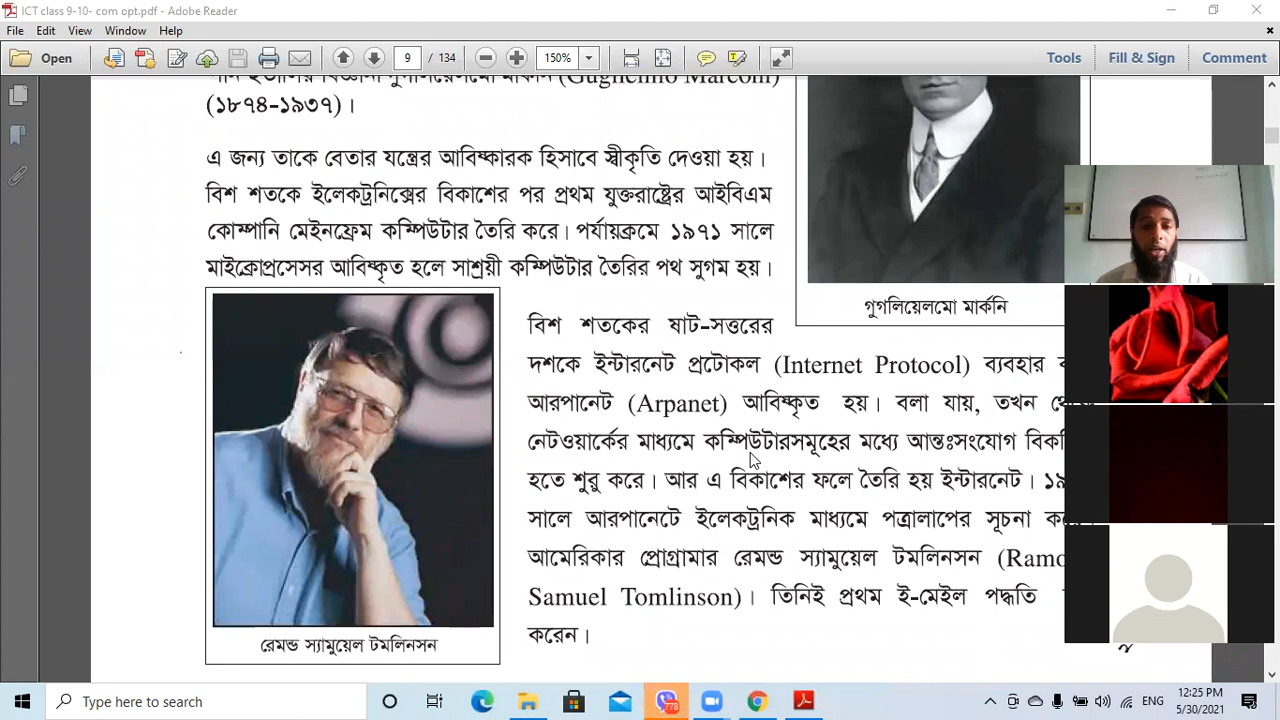 ICT class 9-10- com opt.pdf - Adobe Reader
File Edit View Window Help
Open 9 / 134 150% Tools Fill & Sign Comment
(Guglielmo Marconi)
(১৮৭৪-১৯৩৭)।
এ জন্য তাকে বেতার যন্ত্রের আবিষ্কারক হিসাবে স্বীকৃতি দেওয়া হয়।
বিশ শতকে ইলেকট্রনিক্সের বিকাশের পর প্রথম যুক্তরাষ্ট্রের আইবিএম
কোম্পানি মেইনফ্রেম কম্পিউটার তৈরি করে। পর্যায়ক্রমে ১৯৭১ সালে
মাইক্রোপ্রসেসর আবিষ্কৃত হলে সাশ্রয়ী কম্পিউটার তৈরির পথ সুগম হয়।
গুগলিয়েলমো মার্কনি
বিশ শতকের ষাট-সত্তরের
দশকে ইন্টারনেট প্রটোকল (Internet Protocol) ব্যবহার
আরপানেট (Arpanet) আবিষ্কৃত হয়। বলা যায়, তখন
নেটওয়ার্কের মাধ্যমে কম্পিউটারসমূহের মধ্যে আন্তঃসংযোগ
হতে শুরু করে। আর এ বিকাশের ফলে তৈরি হয় ইন্টারনেট।
সালে আরপানেটে ইলেকট্রনিক মাধ্যমে পত্রালাপের সূচনা
আমেরিকার প্রোগ্রামার রেমন্ড স্যামুয়েল টমলিনসন
Samuel Tomlinson)। তিনিই প্রথম ই-মেইল পদ্ধতি
করেন।
রেমন্ড স্যামুয়েল টমলিনসন
Type here to search
778
ENG
12:25 PM
5/30/2021